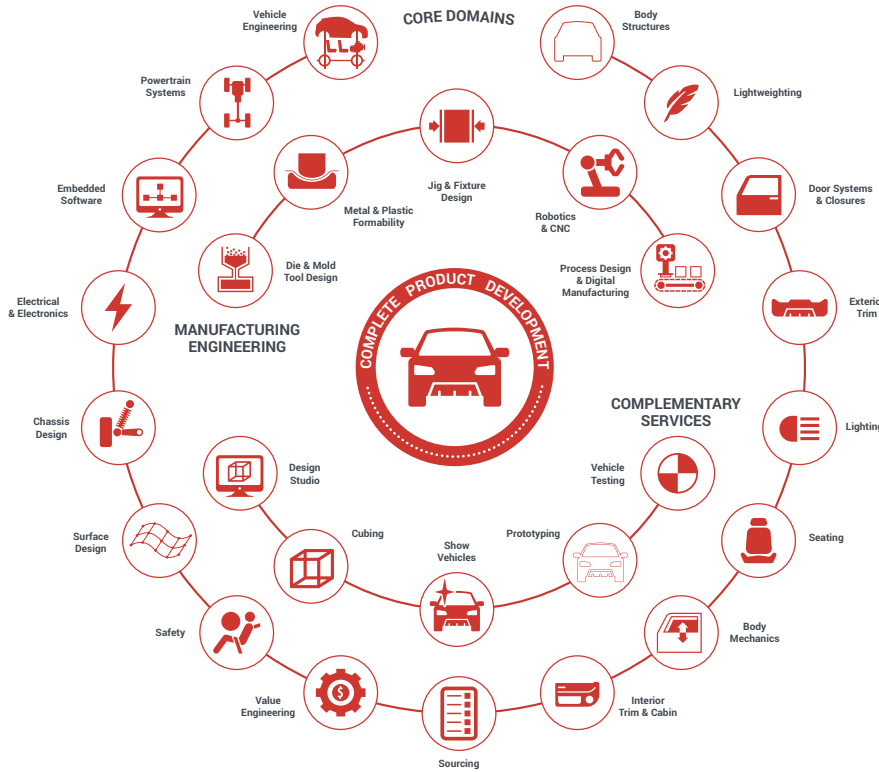 CORE DOMAINS
Vehicle
Engineering
Body
Structures
Powertrain
Systems
Lightweighting
Embedded
Software
Door Systems
& Closures
Electrical
& Electronics
Exterior
Trim
Chassis
Design
Lighting
Surface
Design
Seating
Safety
Body
Mechanics
Value
Engineering
Interior
Trim & Cabin
Sourcing
MANUFACTURING
ENGINEERING
Die & Mold
Tool Design
Metal & Plastic
Formability
Jig & Fixture
Design
Robotics
& CNC
Process Design
& Digital
Manufacturing
COMPLETE PRODUCT DEVELOPMENT
COMPLEMENTARY
SERVICES
Design
Studio
Cubing
Show
Vehicles
Prototyping
Vehicle
Testing
$